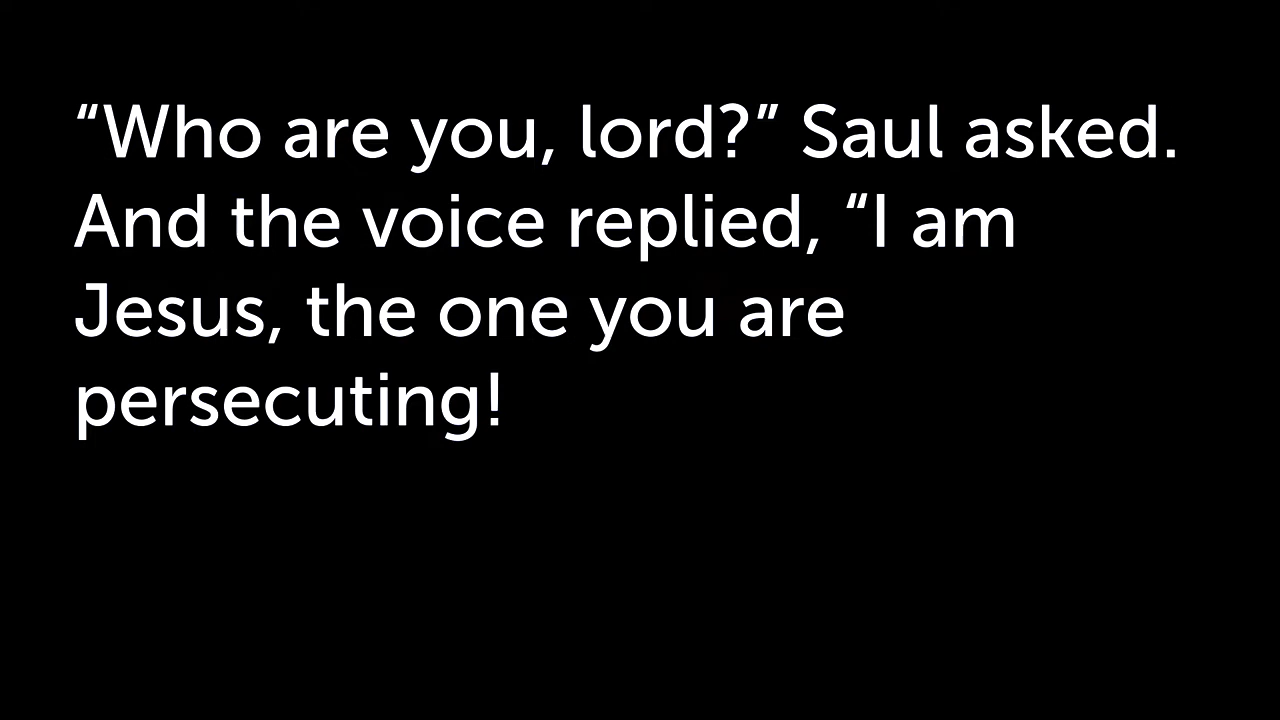 “Who are you, lord?” Saul asked.
And the voice replied, “I am
Jesus, the one you are
persecuting!